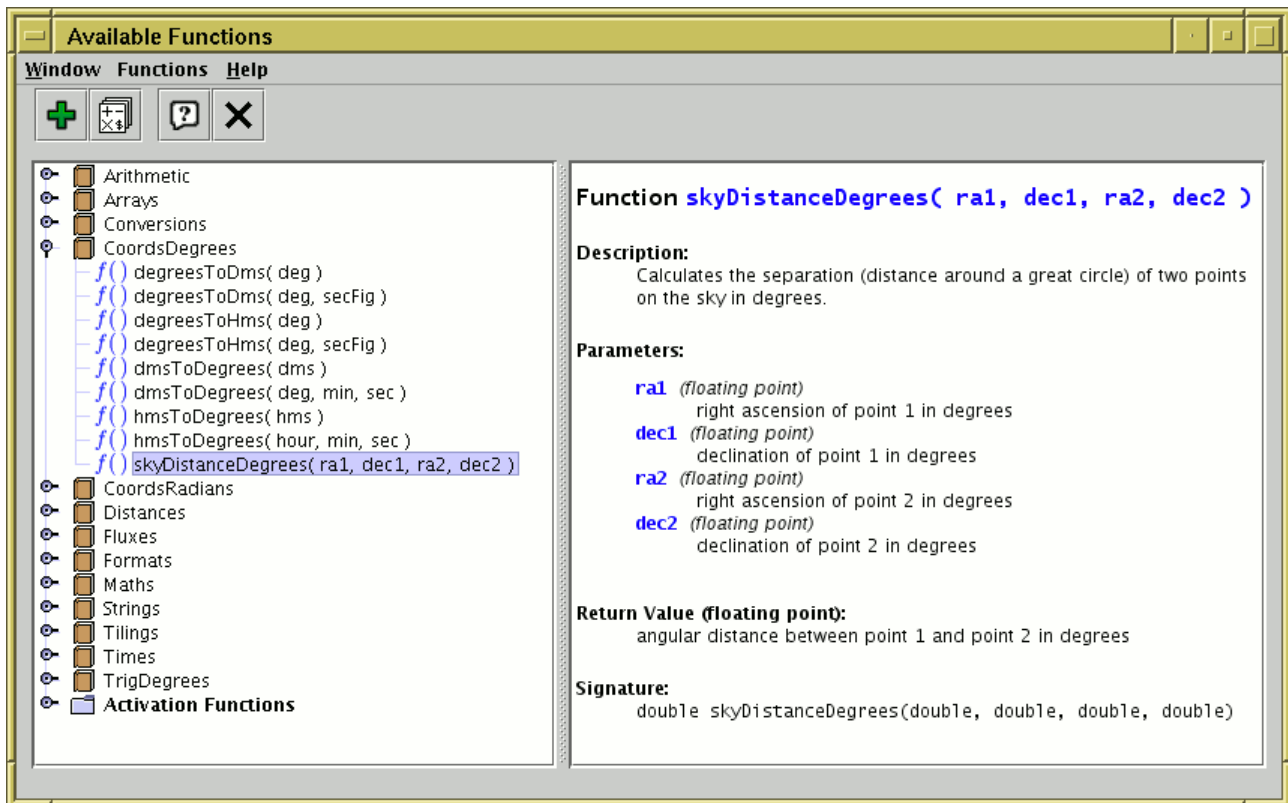 Available Functions
Window Functions Help
Arithmetic
Arrays
Conversions
CoordsDegrees
f() degreesToDms( deg )
f() degreesToDms( deg, secFig )
f() degreesToHms( deg )
f() degreesToHms( deg, secFig )
f() dmsToDegrees( dms )
f() dmsToDegrees( deg, min, sec )
f() hmsToDegrees( hms )
f() hmsToDegrees( hour, min, sec )
f() skyDistanceDegrees( ra1, dec1, ra2, dec2 )
CoordsRadians
Distances
Fluxes
Formats
Maths
Strings
Tilings
Times
TrigDegrees
Activation Functions
Function skyDistanceDegrees( ra1, dec1, ra2, dec2 )
Description:
Calculates the separation (distance around a great circle) of two points
on the sky in degrees.
Parameters:
ra1 (floating point)
right ascension of point 1 in degrees
dec1 (floating point)
declination of point 1 in degrees
ra2 (floating point)
right ascension of point 2 in degrees
dec2 (floating point)
declination of point 2 in degrees
Return Value (floating point):
angular distance between point 1 and point 2 in degrees
Signature:
double skyDistanceDegrees(double, double, double, double)